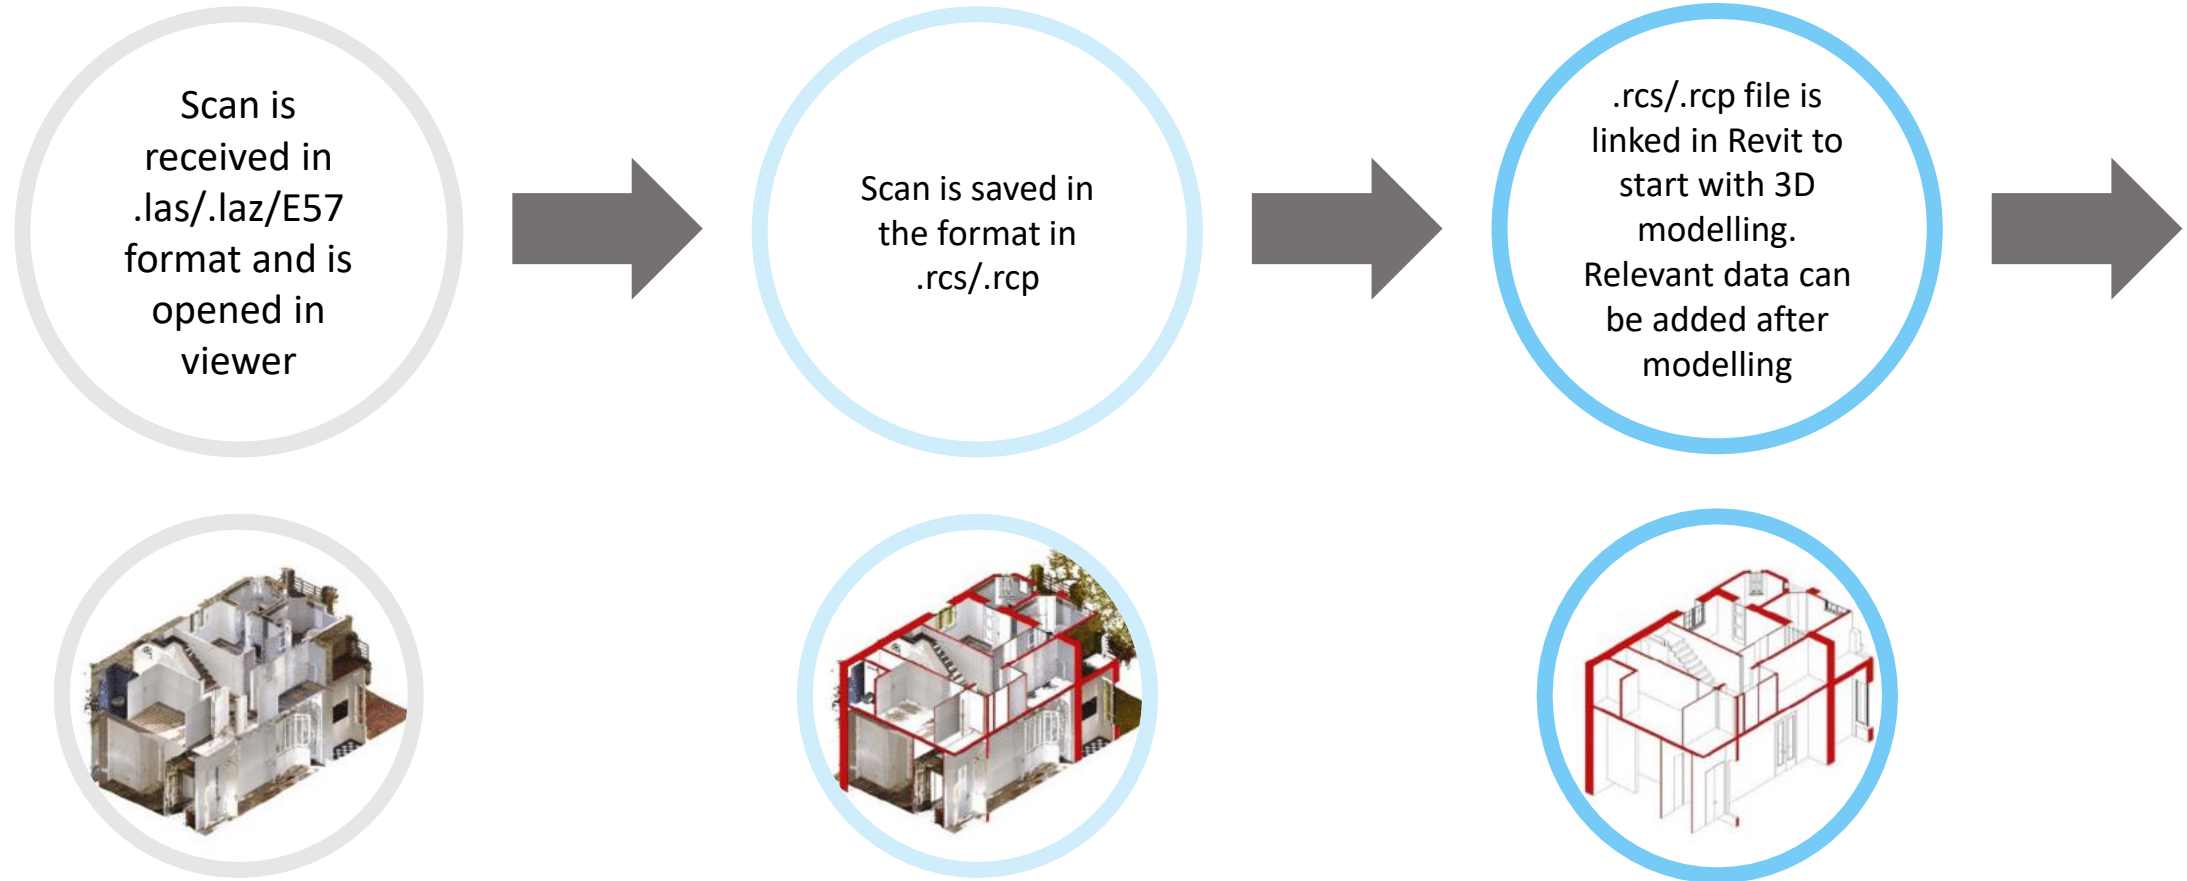 Scan is
received in
.las/.laz/E57
format and is
opened in
viewer
Scan is saved in
the format in
.rcs/.rcp
.rcs/.rcp file is
linked in Revit to
start with 3D
modelling.
Relevant data can
be added after
modelling